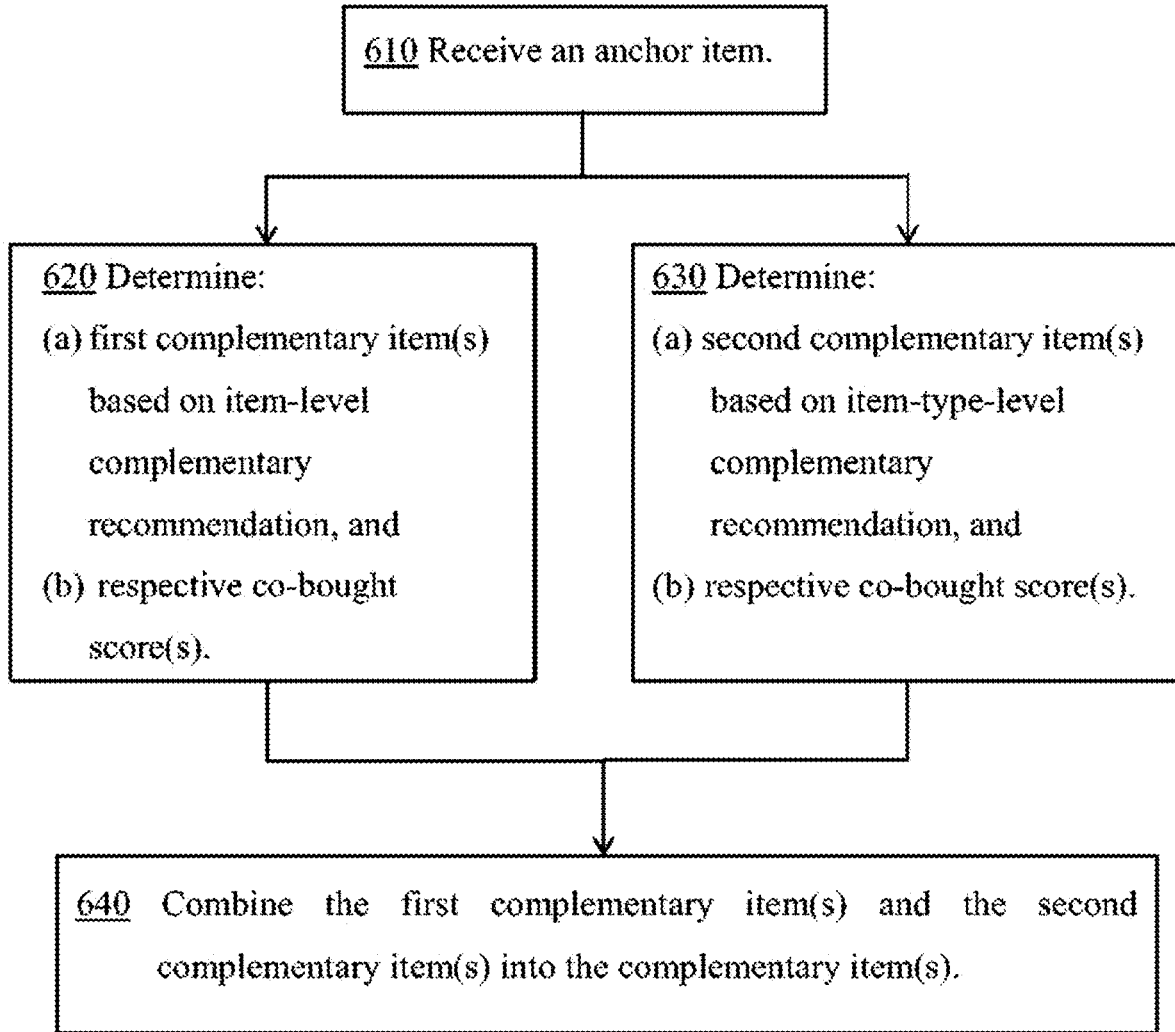 610 Receive an anchor item.
620 Determine:
(a) first complementary item(s)
based on item-level
complementary
recommendation, and
(b) respective co-bought
score(s).
630 Determine:
(a) second complementary item(s)
based on item-type-level
complementary
recommendation, and
(b) respective co-bought score(s).
640 Combine the first complementary item(s) and the second
complementary item(s) into the complementary item(s).